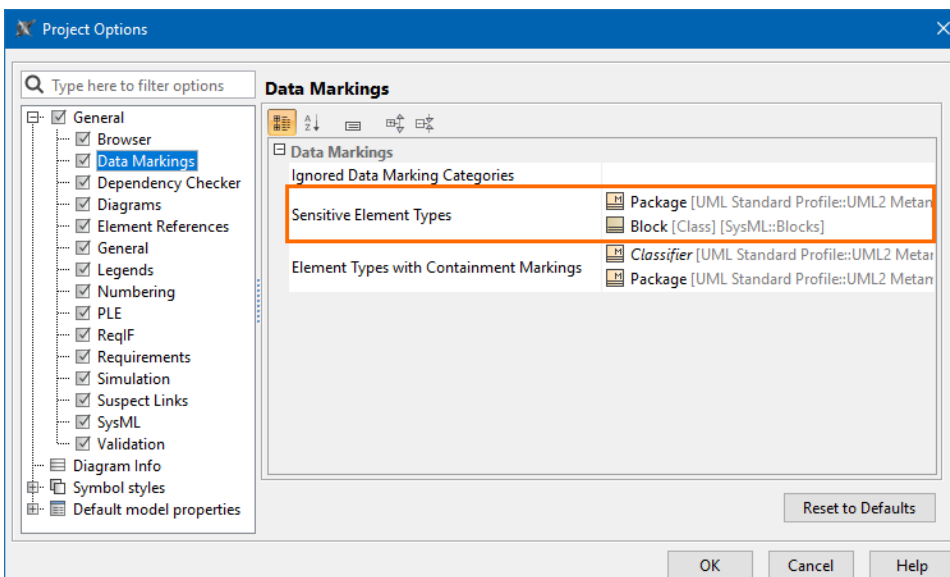 Project Options
Type here to filter options
General
Browser
Data Markings
Dependency Checker
Diagrams
Element References
General
Legends
Numbering
PLE
ReqIF
Requirements
Simulation
Suspect Links
SysML
Validation
Diagram Info
Symbol styles
Default model properties
Data Markings
Data Markings
Ignored Data Marking Categories
Sensitive Element Types
Package [UML Standard Profile::UML2 Metan
Block [Class] [SysML::Blocks]
Element Types with Containment Markings
Classifier [UML Standard Profile::UML2 Metar
Package [UML Standard Profile::UML2 Metam
Reset to Defaults
OK Cancel Help